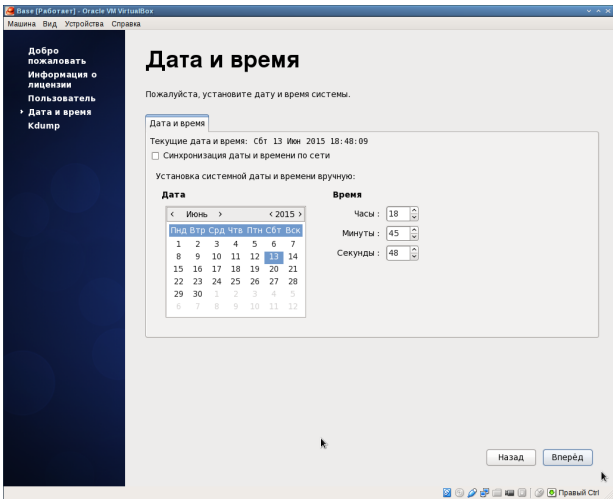 Base [Работает] - Oracle VM VirtualBox
Машина Вид Устройства Справка
Добро пожаловать
Информация о лицензии
Пользователь
Дата и время
Kdump
Дата и время
Пожалуйста, установите дату и время системы.
Дата и время
Текущие дата и время: Сбт 13 Июн 2015 18:48:09
Синхронизация даты и времени по сети
Установка системной даты и времени вручную:
Дата
Время
< Июнь > < 2015 >
Пнд Втр Срд Чтв Птн Сбт Вск
1 2 3 4 5 6 7
8 9 10 11 12 13 14
15 16 17 18 19 20 21
22 23 24 25 26 27 28
29 30 1 2 3 4 5
6 7 8 9 10 11 12
Часы : 18
Минуты : 45
Секунды : 48
Назад
Вперёд
Правый Ctrl